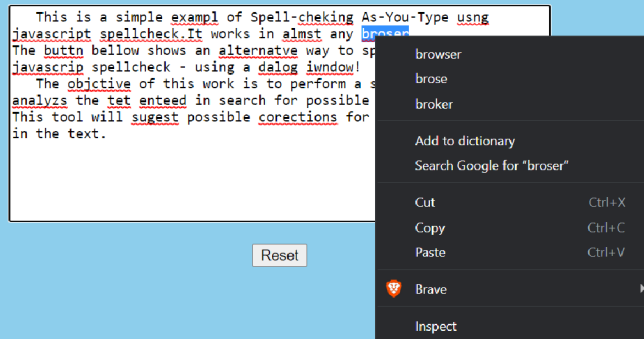 This is a simple exampl of Spell-cheking As-You-Type usng
javascript spellcheck.It works in almst any broser
The buttn bellow shows an alternatve way to sp
javascrip spellcheck - using a dalog iwndow!
The objctive of this work is to perform a s
analyzs the tet enteed in search for possible
This tool will sugest possible corections for
in the text.
browser
brose
broker
Add to dictionary
Search Google for “broser”
Cut Ctrl+X
Copy Ctrl+C
Paste Ctrl+V
Brave
Inspect
Reset